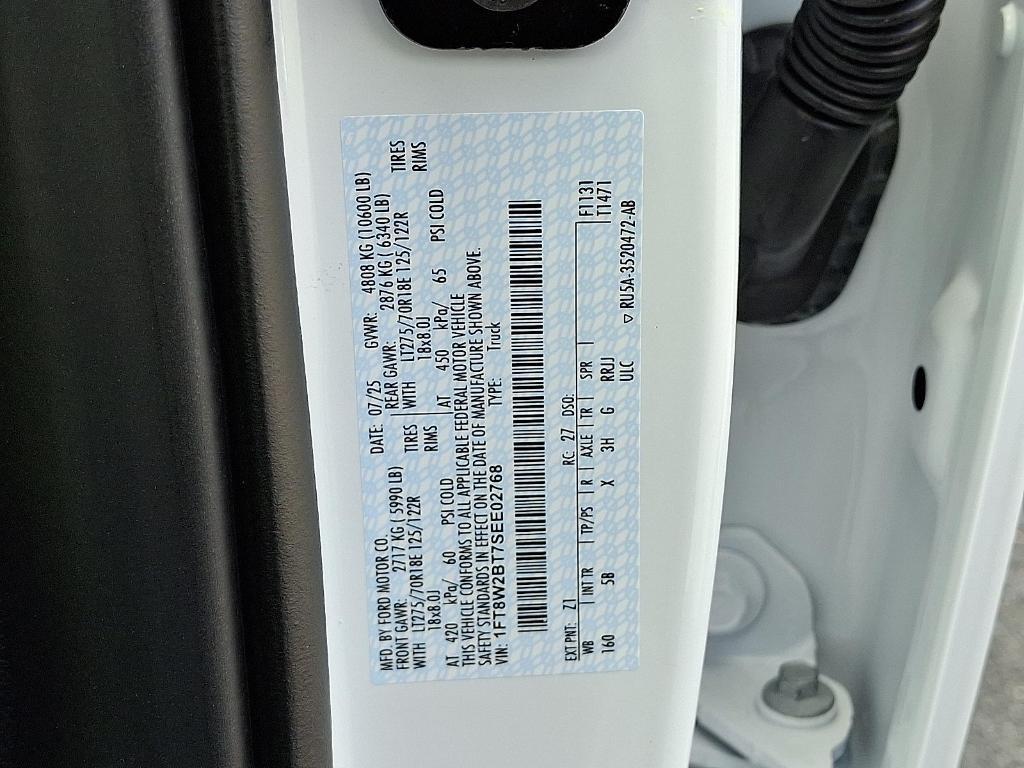 MFD. BY FORD MOTOR CO.
DATE: 07/25 GVWR: 4808 KG (10600 LB)
FRONT GAWR: 2717 KG ( 5990 LB) REAR GAWR: 2876 KG ( 6340 LB)
WITH LT275/70R18E 125/122R TIRES WITH LT275/70R18E 125/122R TIRES
18x8.0J RIMS 18x8.0J RIMS
AT 420 kPa/ 60 PSI COLD AT 450 kPa/ 65 PSI COLD
THIS VEHICLE CONFORMS TO ALL APPLICABLE FEDERAL MOTOR VEHICLE
SAFETY STANDARDS IN EFFECT ON THE DATE OF MANUFACTURE SHOWN ABOVE.
VIN: 1FT8W2BT7SEE02768 TYPE: Truck
EXT PNT: Z1 RC: 27 DSO: F1131
WB INT TR TP/PS R AXLE TR SPR T1471
160 5B X 3H G RRJJ
ULC ▽ RU5A-3520472-AB